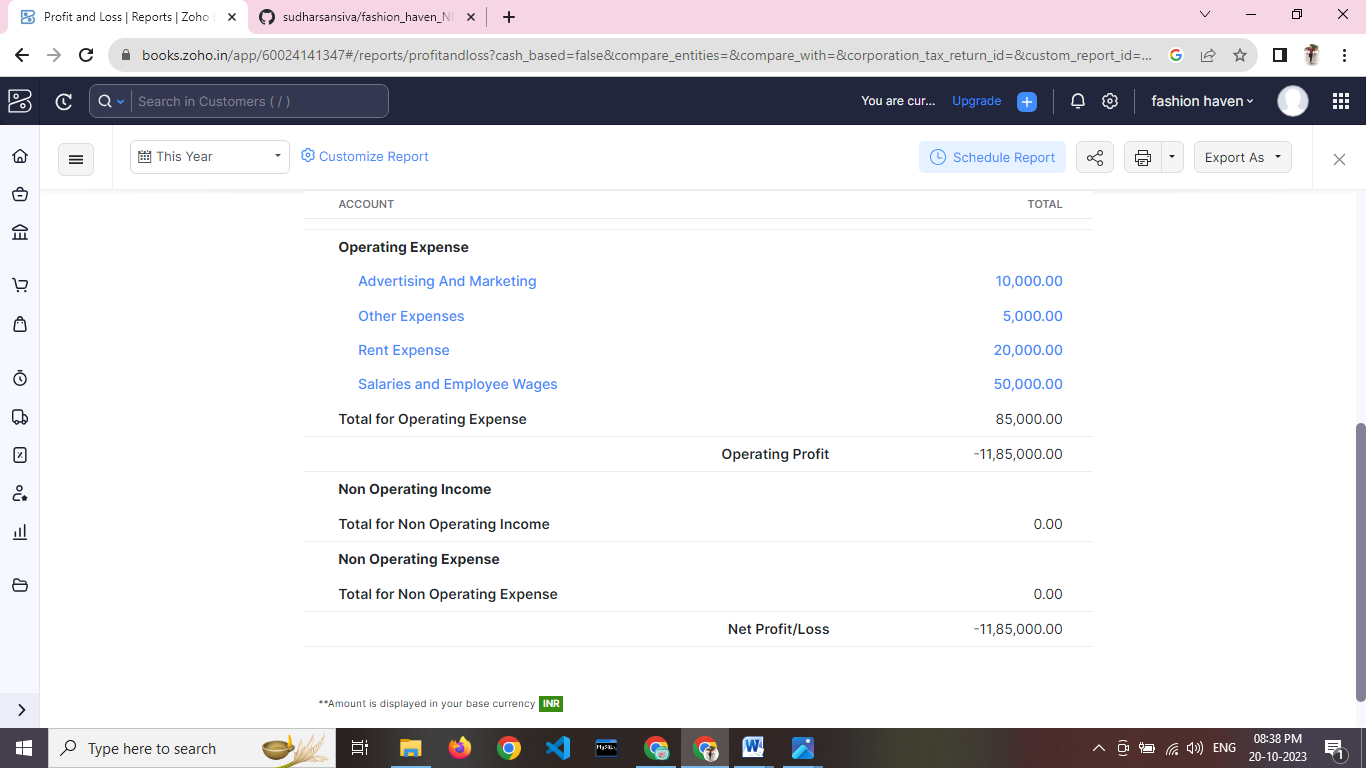 Profit and Loss | Reports | Zoho
sudharsansiva/fashion_haven_N
books.zoho.in/app/60024141347#/reports/profitandloss?cash_based=false&compare_entities=&compare_with=&corporation_tax_return_id=&custom_report_id=...
Search in Customers ( / )
You are cur...
Upgrade
fashion haven
This Year
Customize Report
Schedule Report
Export As
ACCOUNT TOTAL
Operating Expense
Advertising And Marketing 10,000.00
Other Expenses 5,000.00
Rent Expense 20,000.00
Salaries and Employee Wages 50,000.00
Total for Operating Expense 85,000.00
Operating Profit -11,85,000.00
Non Operating Income
Total for Non Operating Income 0.00
Non Operating Expense
Total for Non Operating Expense 0.00
Net Profit/Loss -11,85,000.00
**Amount is displayed in your base currency INR
Type here to search
MySQL
ENG
08:38 PM
20-10-2023
1